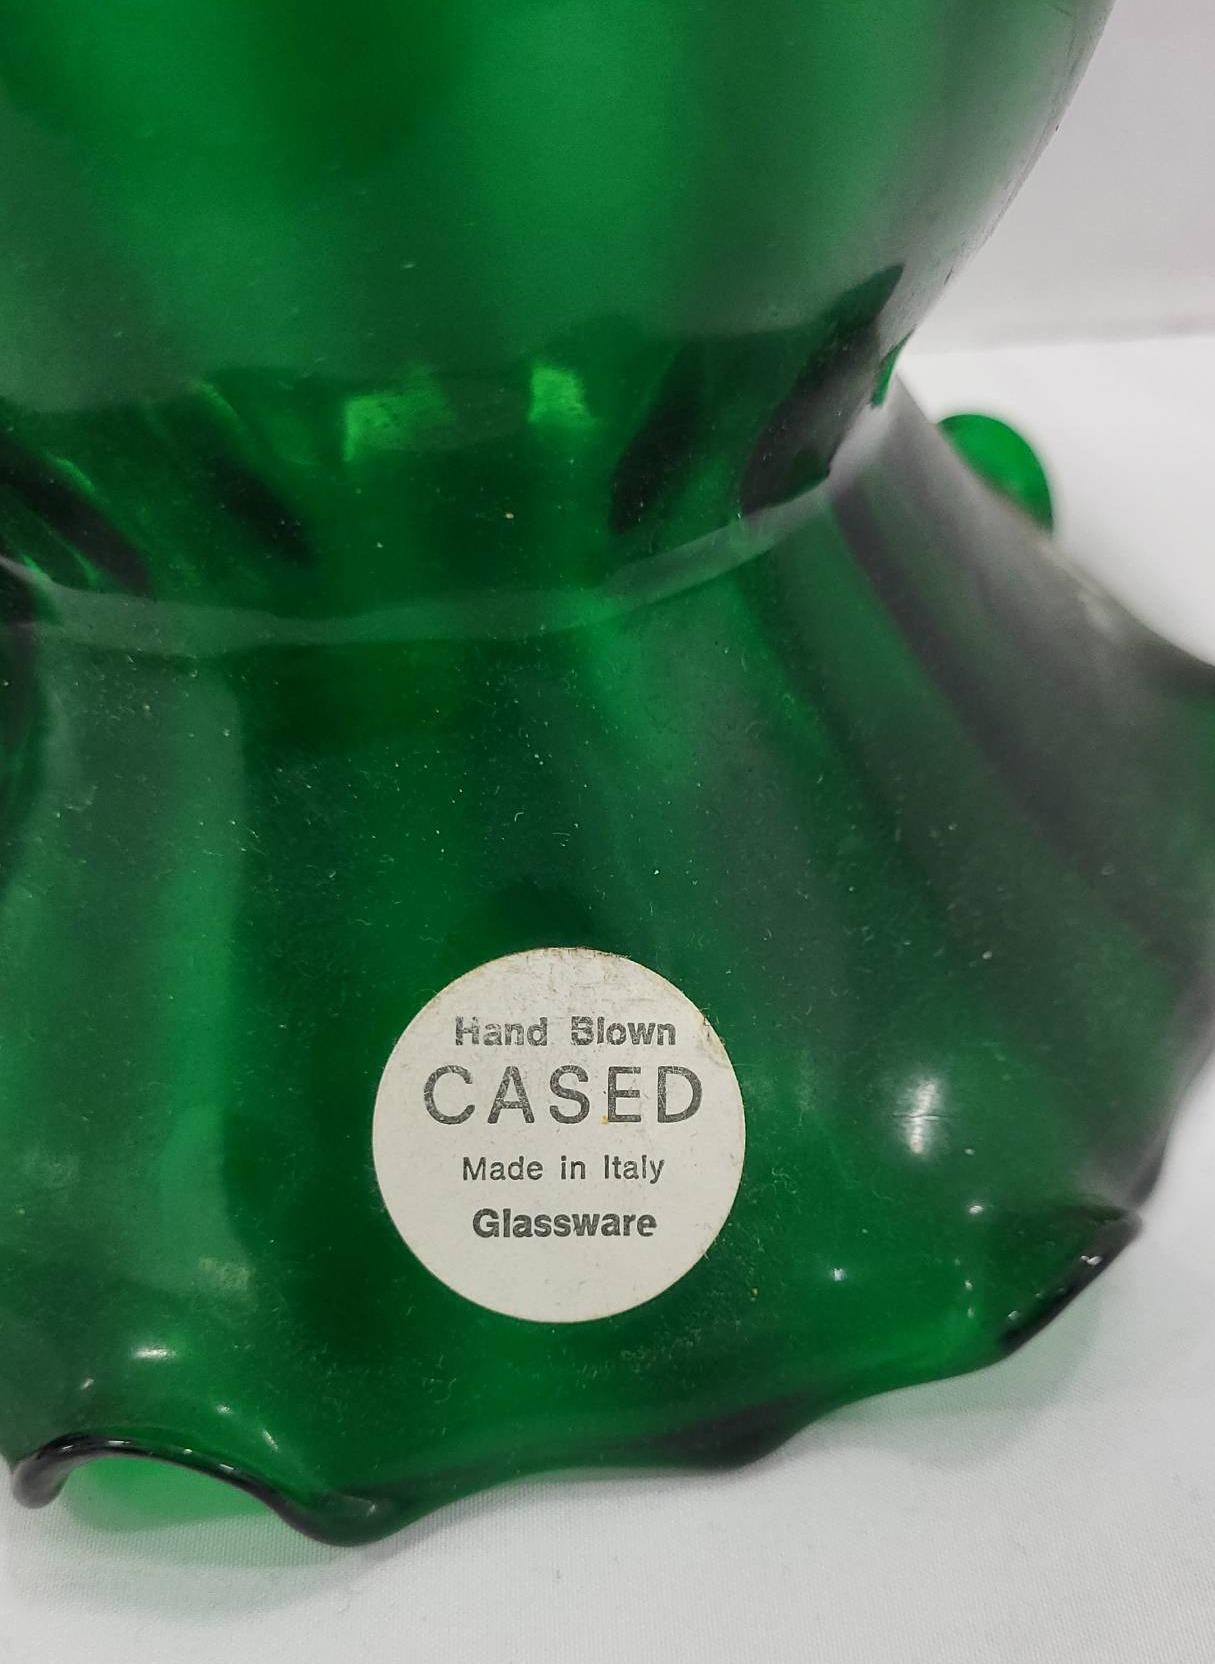 Hand Blown
CASED
Made in Italy
Glassware